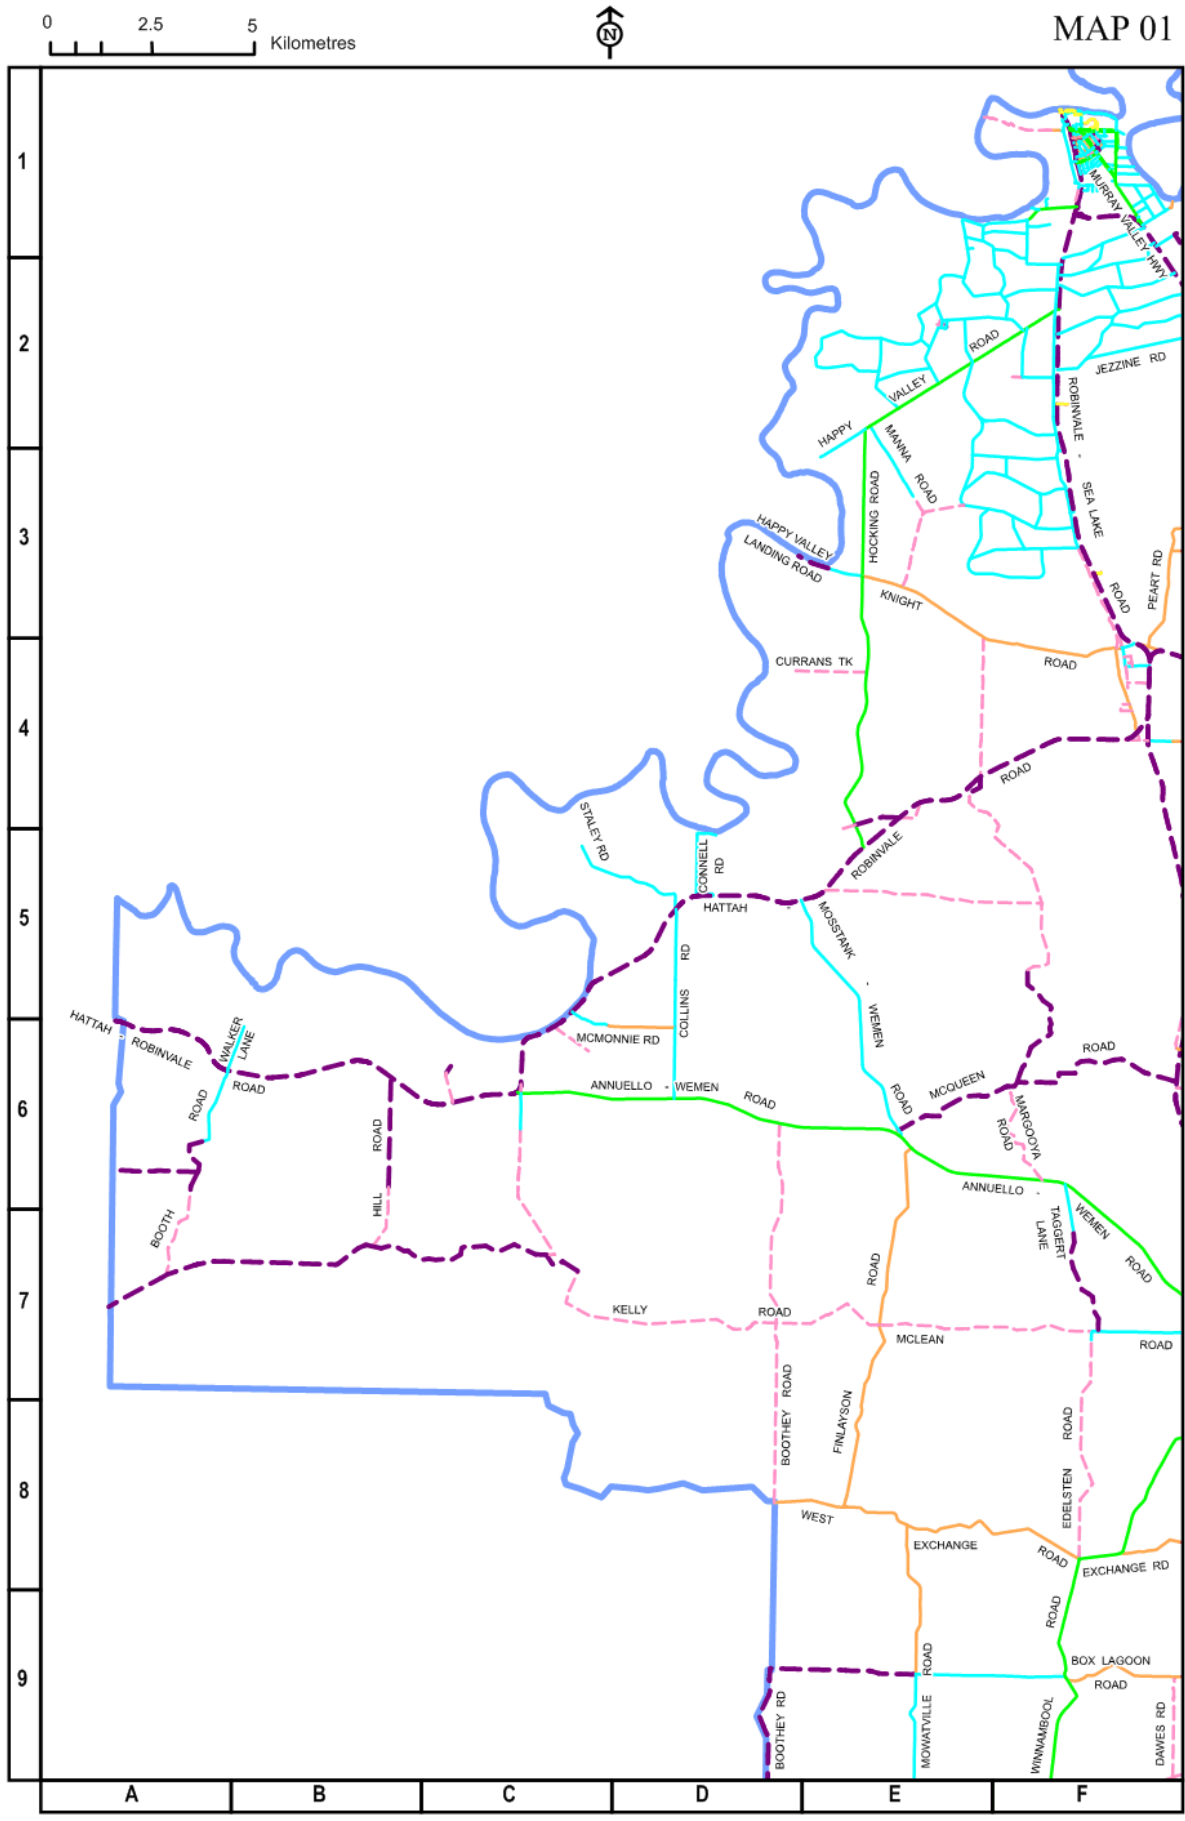 0 2.5 5 Kilometres
N
MAP 01
1
MURRAY VALLEY HWY
2
ROAD
VALLEY
HAPPY
JEZZINE RD
ROBINVALE - SEA LAKE ROAD
MANNA ROAD
HOCKING ROAD
3
HAPPY VALLEY
LANDING ROAD
KNIGHT ROAD
PEART RD
CURRANS TK
4
ROAD
ROBINVALE
STALEY RD
CONNELL RD
5
HATTAH -
MOSSTANK - WEMEN ROAD
COLLINS RD
HATTAH - ROBINVALE ROAD
WALKER LANE
MCMONNIE RD
6
ANNUELLO - WEMEN ROAD
MCQUEEN ROAD
MARGOOYA ROAD
BOOTH ROAD
HILL ROAD
ANNUELLO - WEMEN ROAD
TAGGERT LANE
7
KELLY ROAD
MCLEAN ROAD
BOOTHEY ROAD
FINLAYSON ROAD
EDELSTEN ROAD
8
WEST EXCHANGE ROAD
EXCHANGE RD
9
BOX LAGOON ROAD
BOOTHEY RD
MOWATVILLE ROAD
WINNAMBOOL ROAD
DAWES RD
A B C D E F